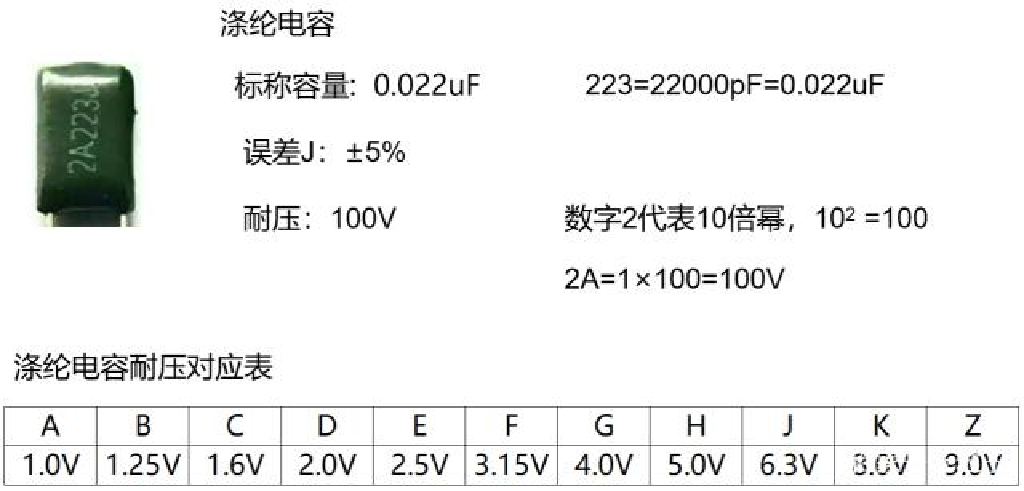 涤纶电容
标称容量: 0.022uF
223=22000pF=0.022uF
2A223J
误差J: ±5%
耐压: 100V
数字2代表10倍幂，10² =100
2A=1×100=100V
涤纶电容耐压对应表
A B C D E F G H J K Z
1.0V 1.25V 1.6V 2.0V 2.5V 3.15V 4.0V 5.0V 6.3V 8.0V 9.0V